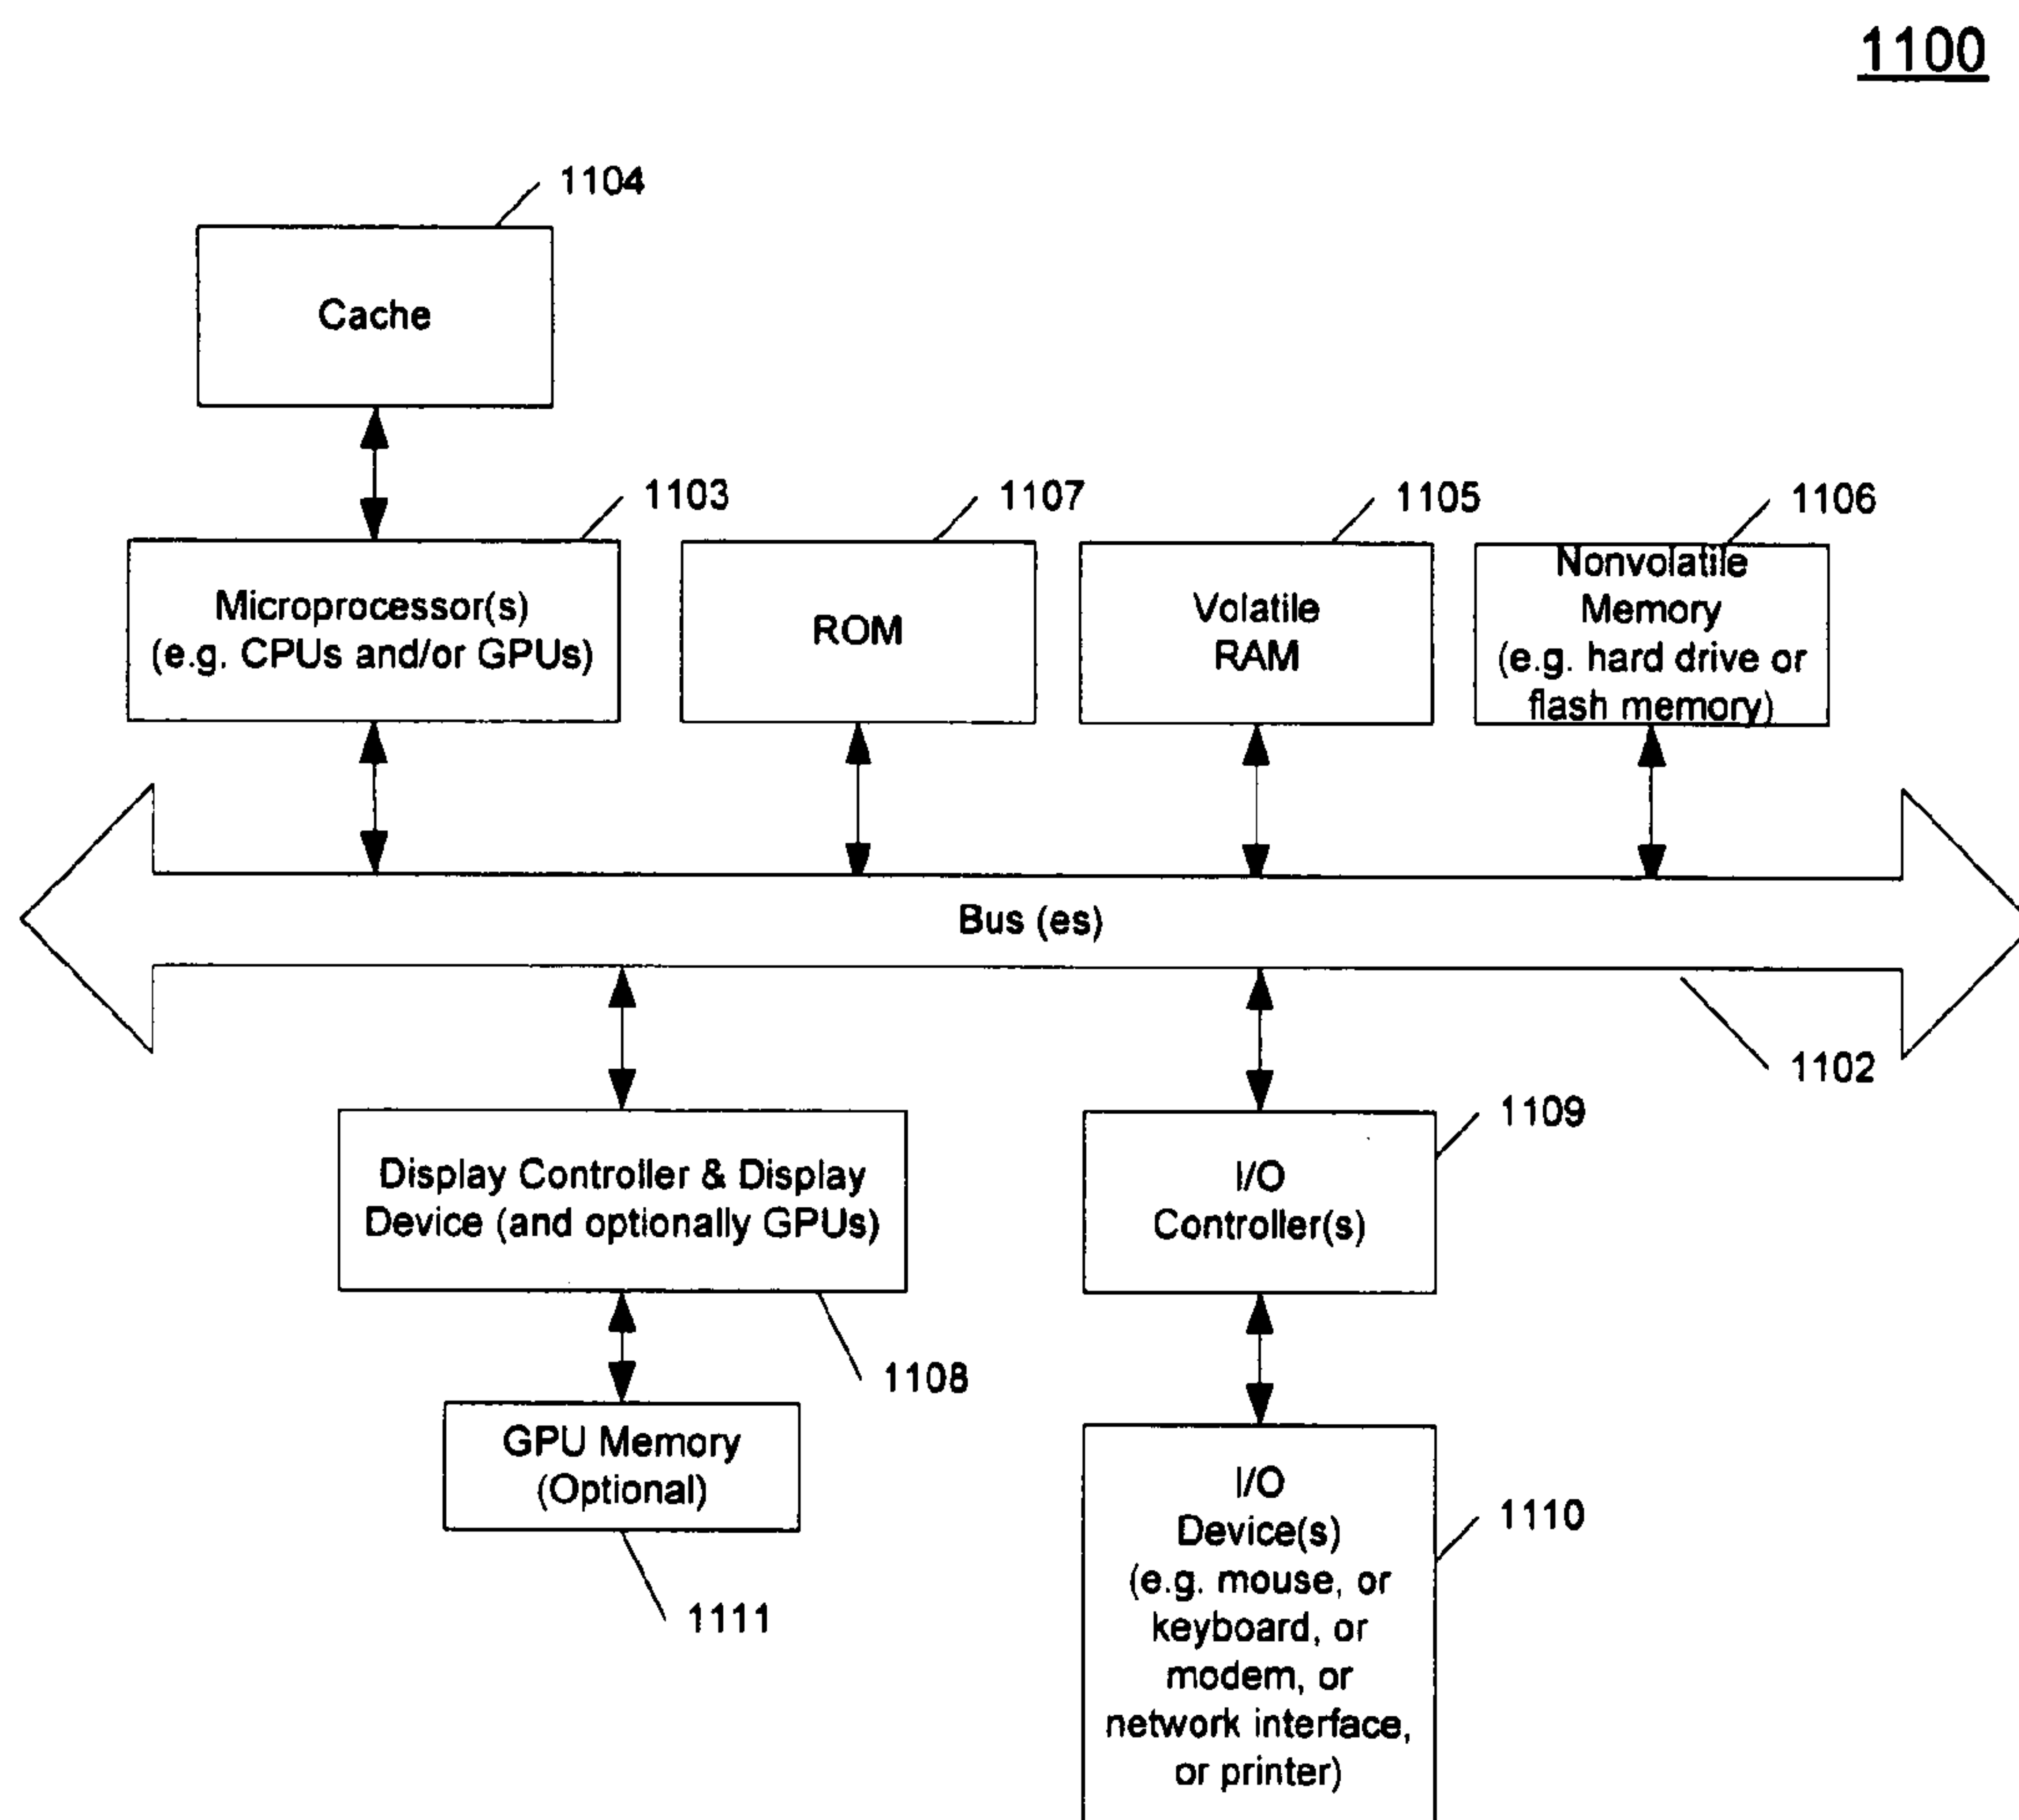 1100
1104
Cache
1103
1107
1105
1106
Microprocessor(s)
(e.g. CPUs and/or GPUs)
ROM
Volatile
RAM
Nonvolatile
Memory
(e.g. hard drive or
flash memory)
Bus (es)
1102
1109
Display Controller & Display
Device (and optionally GPUs)
I/O
Controller(s)
1108
GPU Memory
(Optional)
1111
I/O
Device(s)
(e.g. mouse, or
keyboard, or
modem, or
network interface,
or printer)
1110